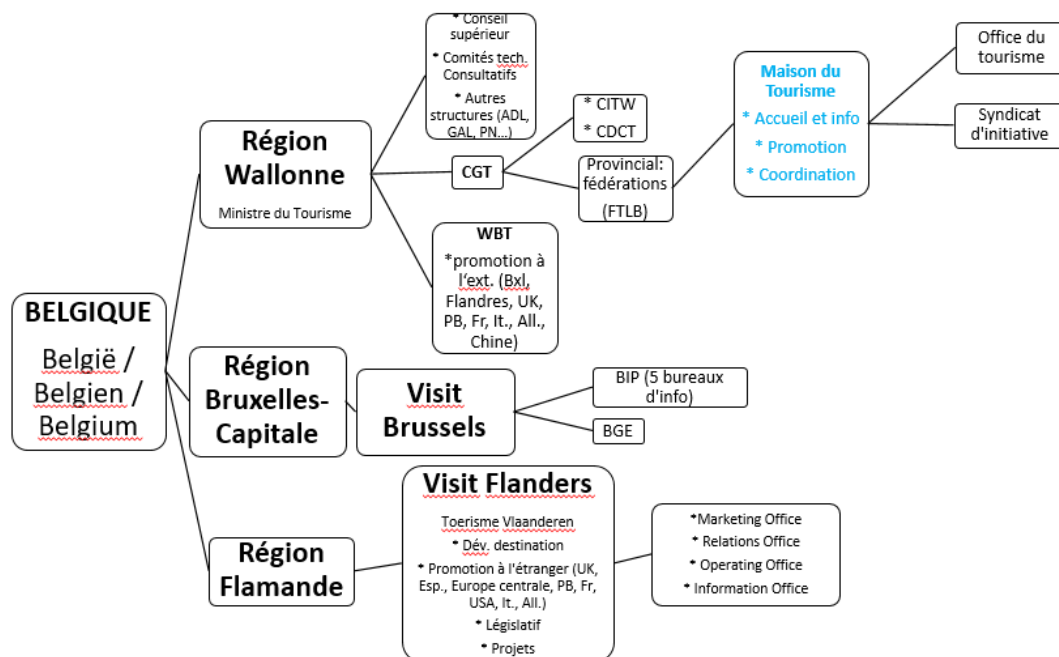 BELGIQUE
België /
Belgien /
Belgium
Région
Wallonne
Ministre du Tourisme
* Conseil
supérieur
* Comités tech.
Consultatifs
* Autres
structures (ADL,
GAL, PN...)
CGT
* CITW
* CDCT
Provincial:
fédérations
(FTLB)
Maison du
Tourisme
* Accueil et info
* Promotion
* Coordination
Office du
tourisme
Syndicat
d'initiative
WBT
*promotion à
l'ext. (Bxl,
Flandres, UK,
PB, Fr, It., All.,
Chine)
Région
Bruxelles-
Capitale
Visit
Brussels
BIP (5 bureaux
d'info)
BGE
Région
Flamande
Visit Flanders
Toerisme Vlaanderen
* Dév. destination
* Promotion à l'étranger (UK,
Esp., Europe centrale, PB, Fr,
USA, It., All.)
* Législatif
* Projets
*Marketing Office
* Relations Office
* Operating Office
* Information Office